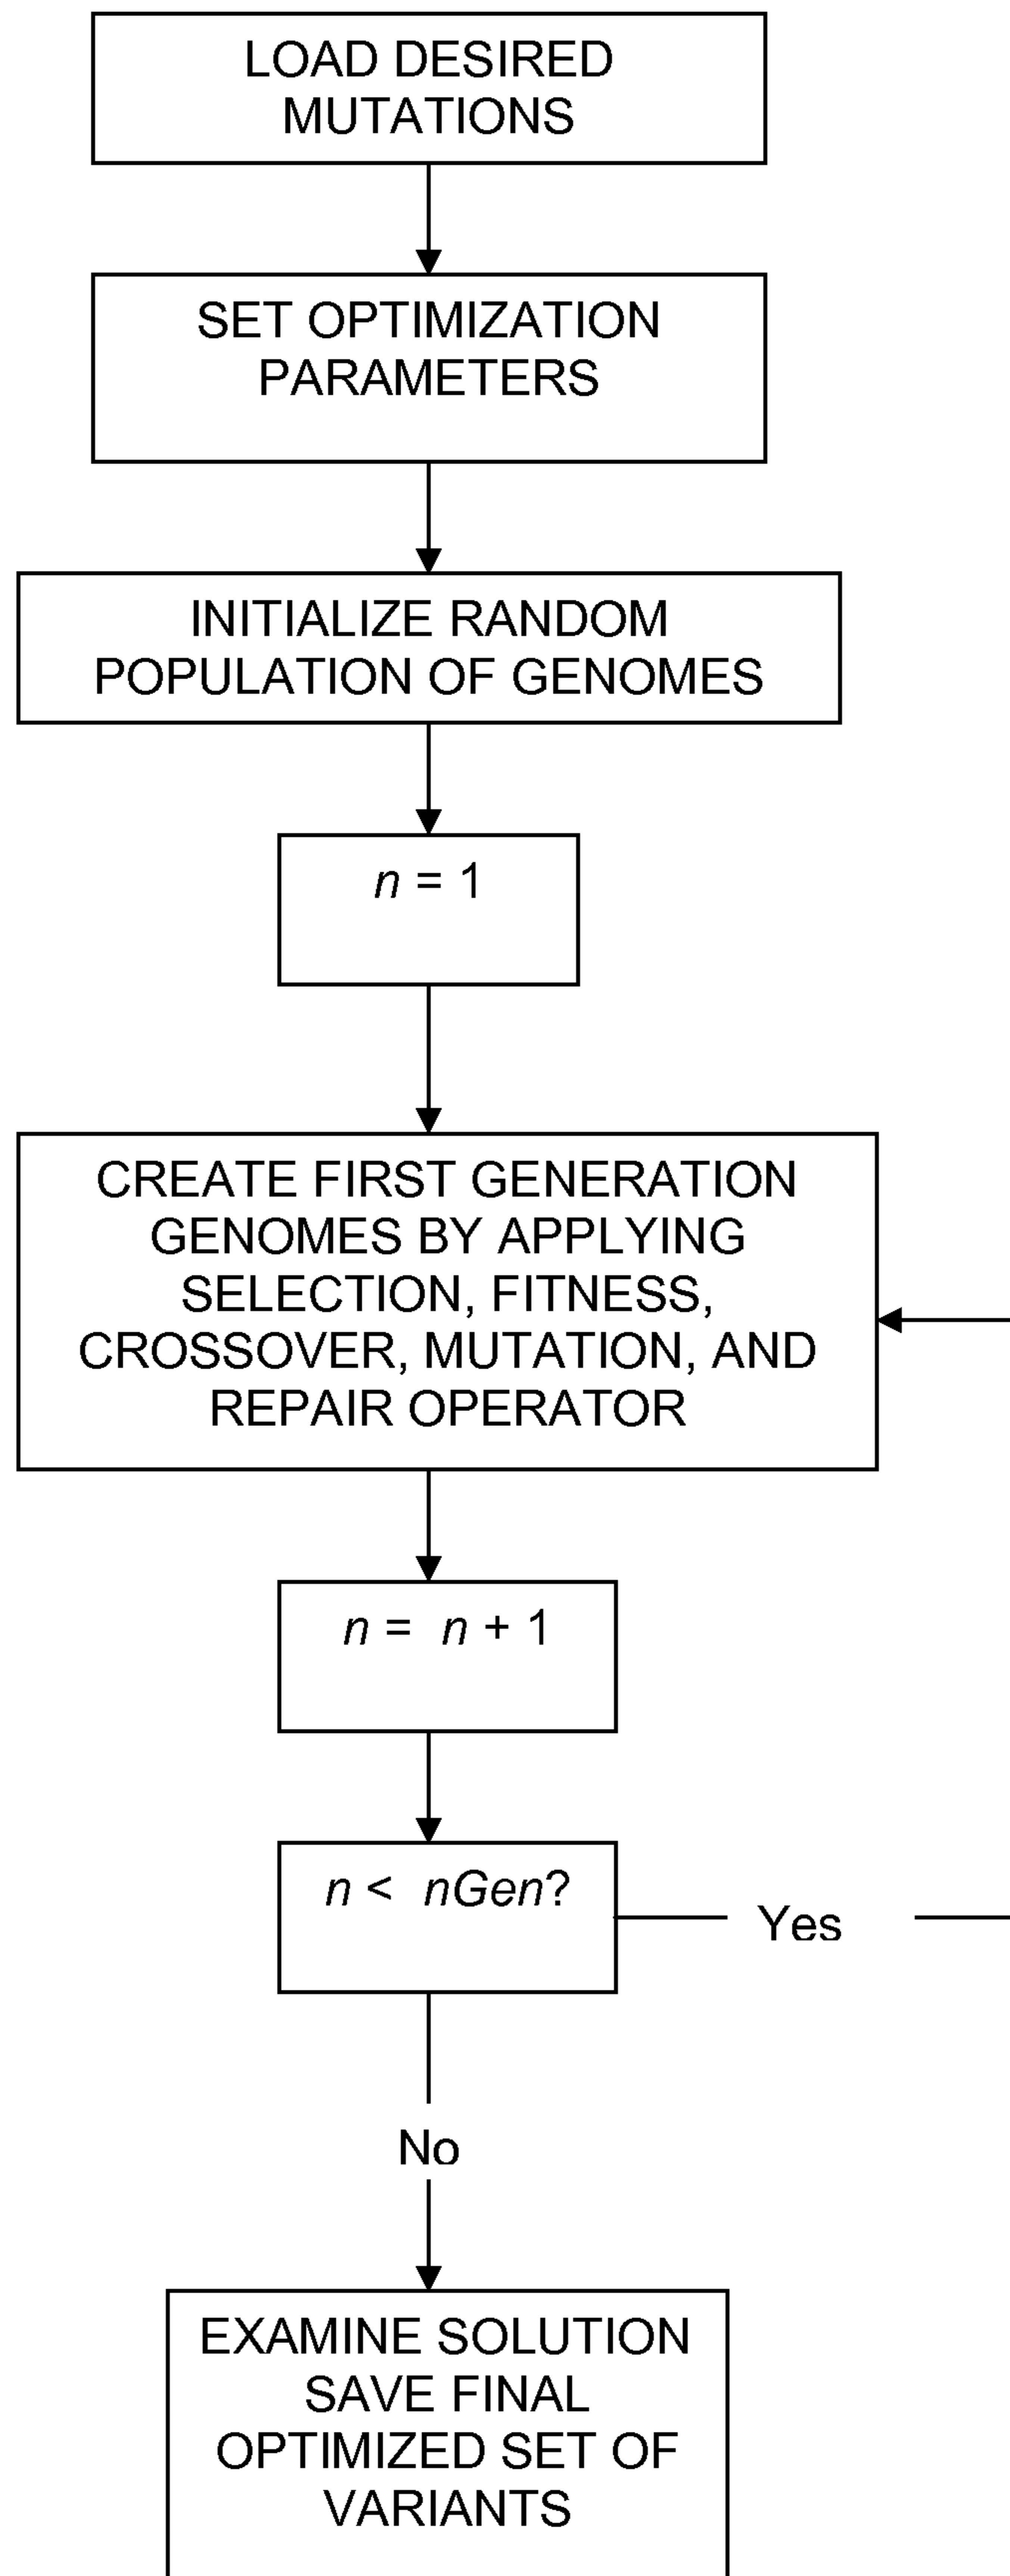 LOAD DESIRED
MUTATIONS
SET OPTIMIZATION
PARAMETERS
INITIALIZE RANDOM
POPULATION OF GENOMES
n = 1
CREATE FIRST GENERATION
GENOMES BY APPLYING
SELECTION, FITNESS,
CROSSOVER, MUTATION, AND
REPAIR OPERATOR
n = n + 1
n < nGen?
Yes
No
EXAMINE SOLUTION
SAVE FINAL
OPTIMIZED SET OF
VARIANTS